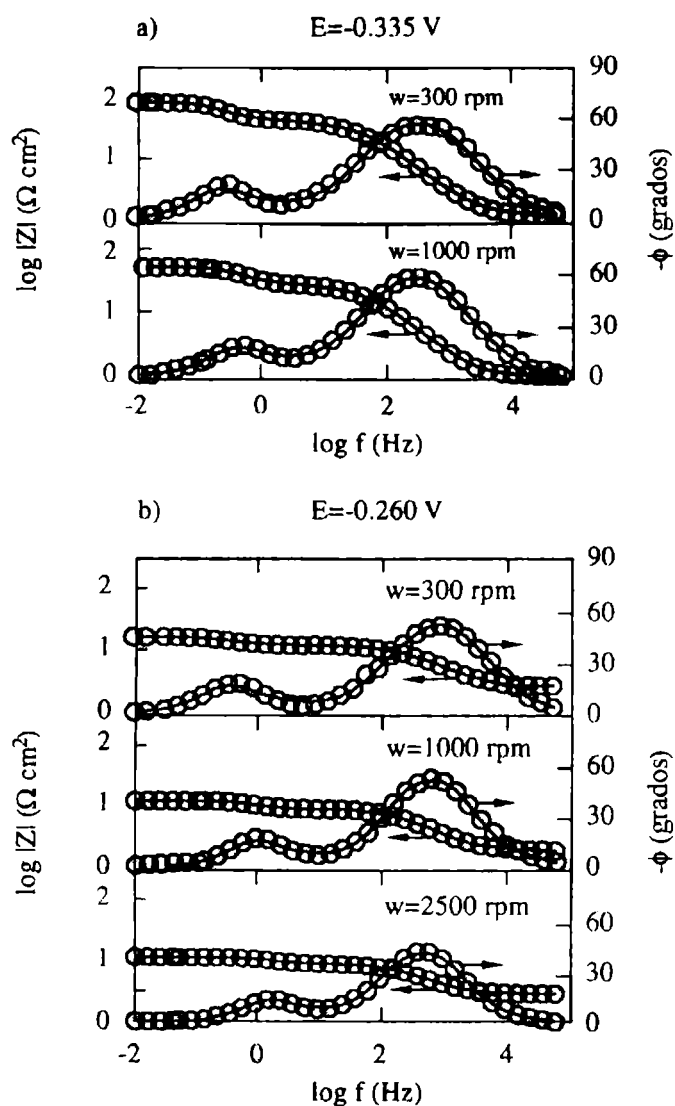 a) E=-0.335 V
90
2
w=300 rpm
60
1
30
0
0
2
w=1000 rpm
60
1
30
0
0
-2 0 2 4
log f (Hz)
log |Z| (Ω cm²)
-ϕ (grados)
b) E=-0.260 V
90
2
w=300 rpm
60
1
30
0
0
2
w=1000 rpm
60
1
30
0
0
2
w=2500 rpm
60
1
30
0
0
-2 0 2 4
log f (Hz)
log |Z| (Ω cm²)
-ϕ (grados)